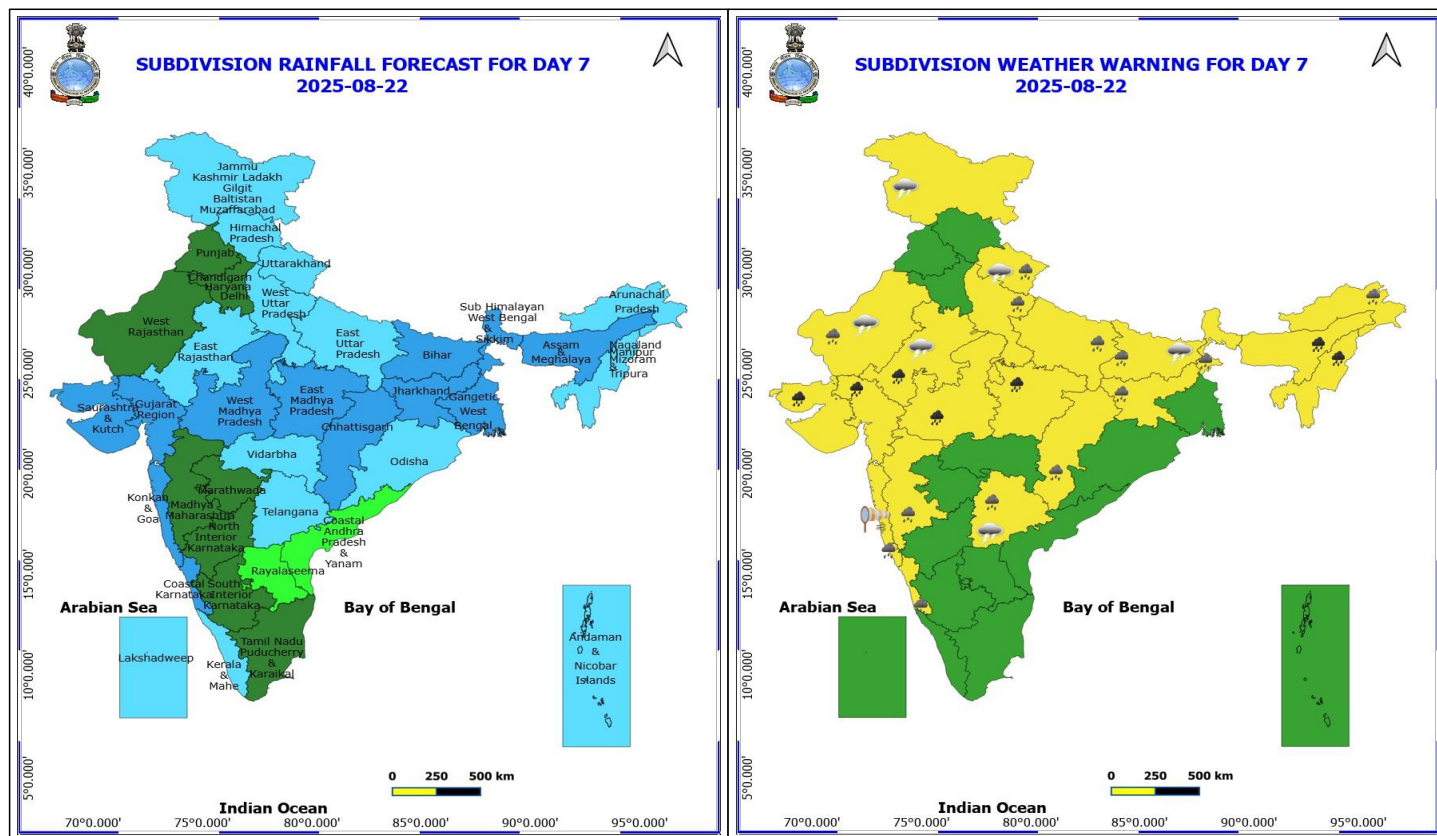 SUBDIVISION RAINFALL FORECAST FOR DAY 7
2025-08-22
40°0.000'
35°0.000'
30°0.000'
25°0.000'
20°0.000'
15°0.000'
10°0.000'
5°0.000'
Jammu
Kashmir Ladakh
Gilgit
Baltistan
Muzaffarabad
Himachal
Pradesh
Punjab
Uttarakhand
Chandigarh
Haryana
Delhi
West
Uttar
Pradesh
West
Rajasthan
East
Rajasthan
East
Uttar
Pradesh
Sub Himalayan
West Bengal
&
Sikkim
Arunachal
Pradesh
Assam
&
Meghalaya
Nagaland
Manipur
Mizoram
&
Tripura
Bihar
Jharkhand
Gangetic
West
Bengal
Saurashtra
&
Kutch
Gujarat
Region
West
Madhya
Pradesh
East
Madhya
Pradesh
Chhattisgarh
Vidarbha
Odisha
Konkan
&
Goa
Marathwada
Madhya
Maharashtra
Telangana
North
Interior
Karnataka
Coastal
Andhra
Pradesh
&
Yanam
Rayalaseema
Coastal
Karnataka
South
Interior
Karnataka
Arabian Sea
Bay of Bengal
Lakshadweep
Kerala
&
Mahe
Tamil Nadu
Puducherry
&
Karaikal
Andaman
&
Nicobar
Islands
0 250 500 km
Indian Ocean
70°0.000' 75°0.000' 80°0.000' 85°0.000' 90°0.000' 95°0.000'
SUBDIVISION WEATHER WARNING FOR DAY 7
2025-08-22
40°0.000'
35°0.000'
30°0.000'
25°0.000'
20°0.000'
15°0.000'
10°0.000'
5°0.000'
Arabian Sea
Bay of Bengal
0 250 500 km
Indian Ocean
70°0.000' 75°0.000' 80°0.000' 85°0.000' 90°0.000' 95°0.000'